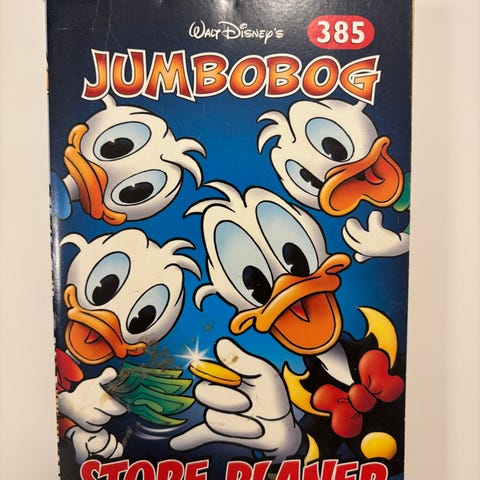 WALT DISNEY'S
385
JUMBOBOG
STORE PLANER